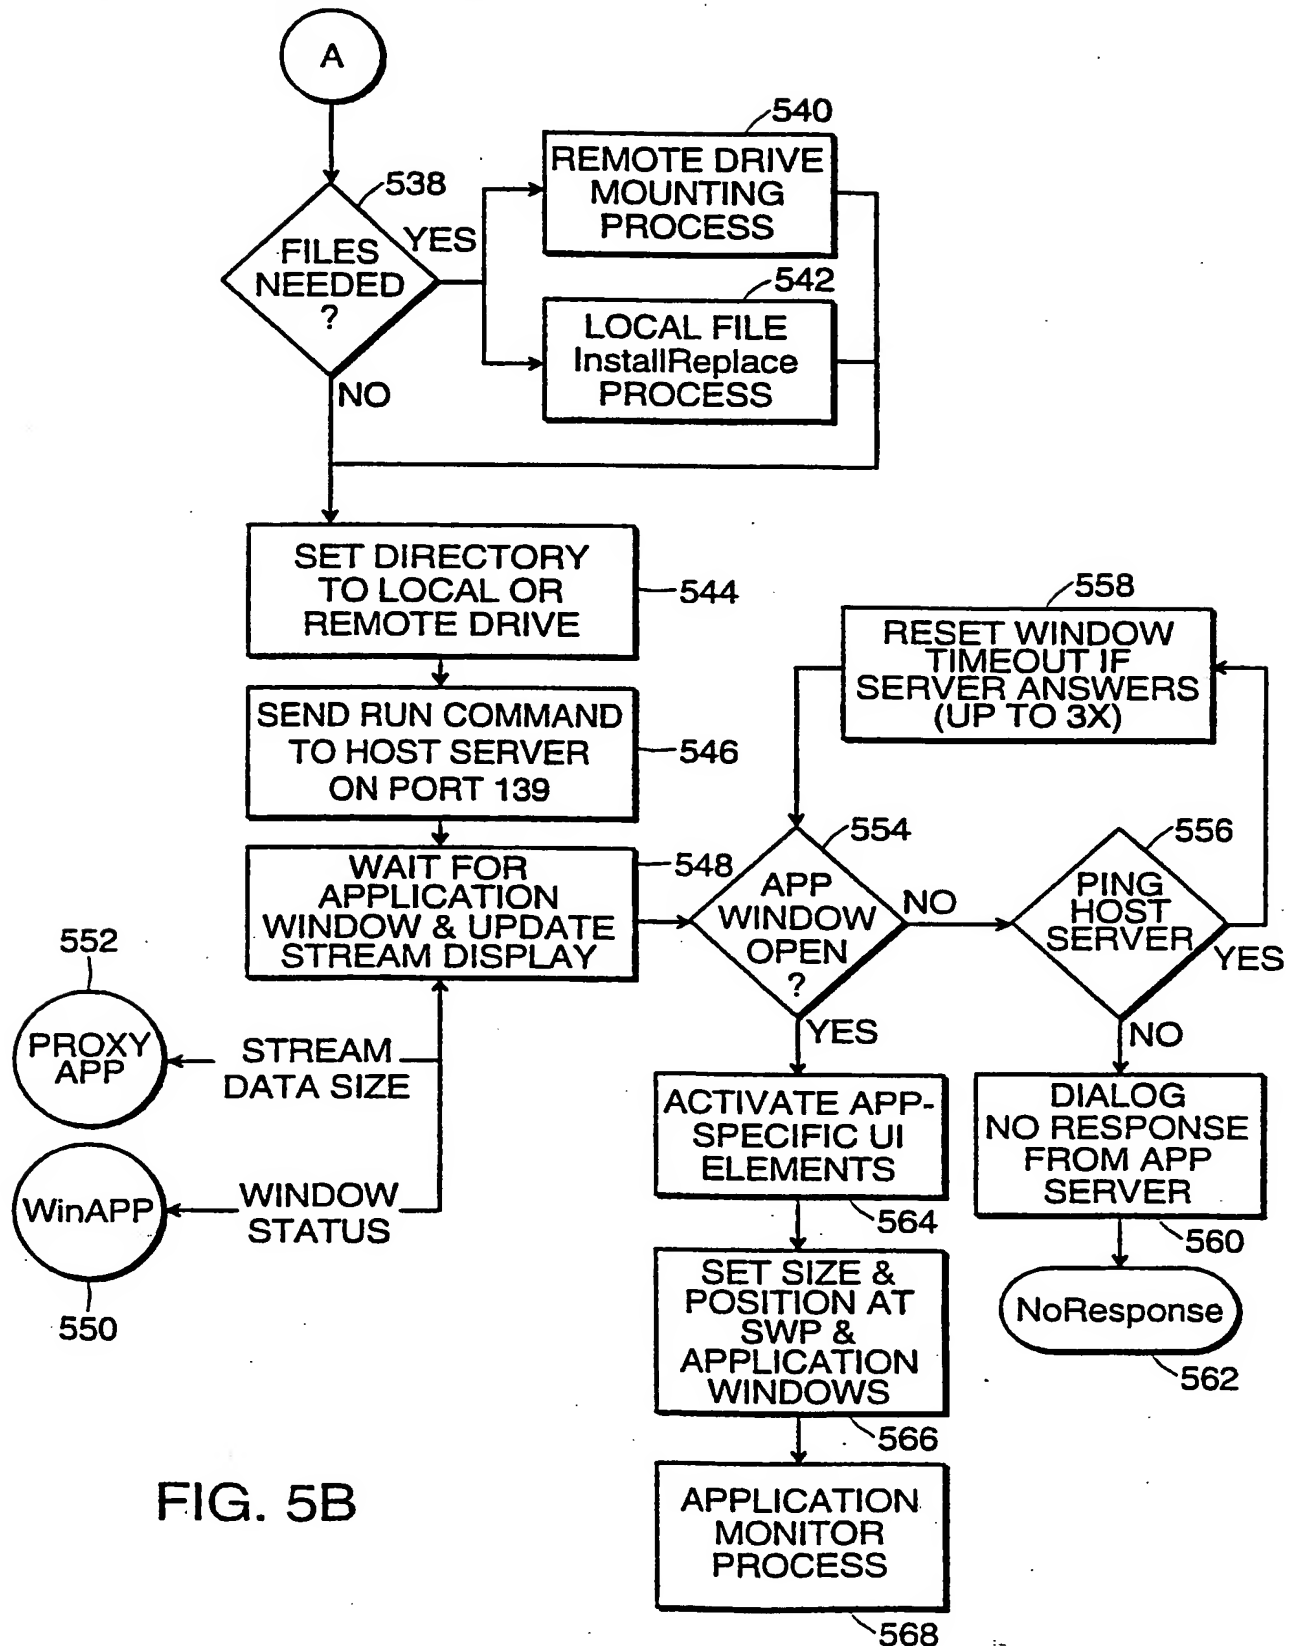 A
540
REMOTE DRIVE
MOUNTING
PROCESS
538
FILES
NEEDED
?
YES
542
LOCAL FILE
InstallReplace
PROCESS
NO
SET DIRECTORY
TO LOCAL OR
REMOTE DRIVE
544
558
RESET WINDOW
TIMEOUT IF
SERVER ANSWERS
(UP TO 3X)
SEND RUN COMMAND
TO HOST SERVER
ON PORT 139
546
WAIT FOR
APPLICATION
WINDOW & UPDATE
STREAM DISPLAY
548
554
APP
WINDOW
OPEN
?
NO
556
PING
HOST
SERVER
YES
552
PROXY
APP
STREAM
DATA SIZE
YES
NO
WinAPP
WINDOW
STATUS
550
ACTIVATE APP-
SPECIFIC UI
ELEMENTS
564
DIALOG
NO RESPONSE
FROM APP
SERVER
560
SET SIZE &
POSITION AT
SWP &
APPLICATION
WINDOWS
566
NoResponse
562
APPLICATION
MONITOR
PROCESS
568
FIG. 5B